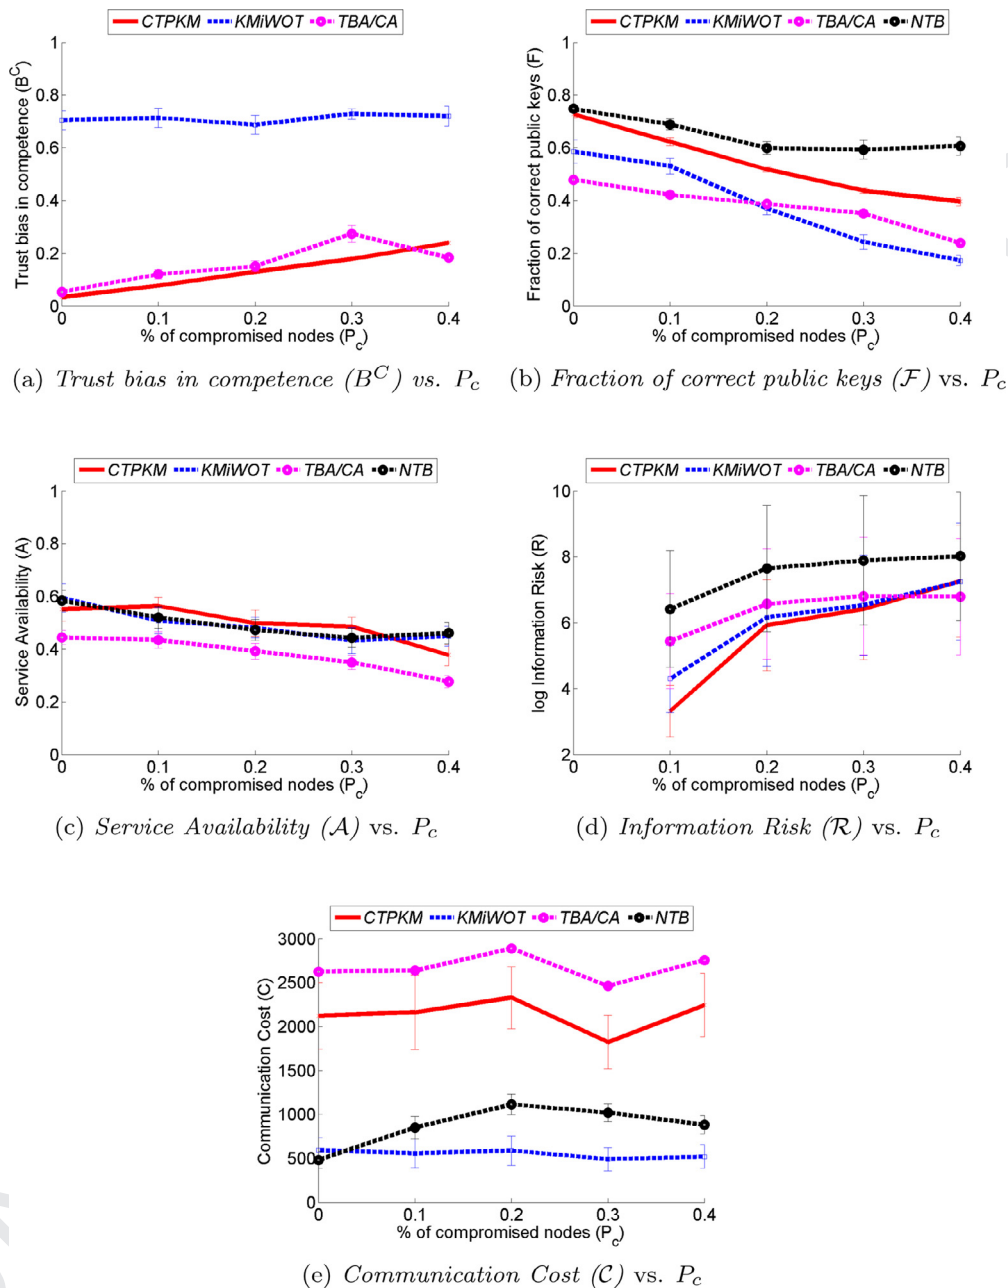 CTPKM KMiWOT TBA/CA
1
0.8
0.6
0.4
0.2
0
0 0.1 0.2 0.3 0.4
Trust bias in competence (B^C)
% of compromised nodes (P_c)
(a) Trust bias in competence (B^C) vs. P_c
CTPKM KMiWOT TBA/CA NTB
1
0.8
0.6
0.4
0.2
0
0 0.1 0.2 0.3 0.4
Fraction of correct public keys (F)
% of compromised nodes (P_c)
(b) Fraction of correct public keys (F) vs. P_c
CTPKM KMiWOT TBA/CA NTB
1
0.8
0.6
0.4
0.2
0
0 0.1 0.2 0.3 0.4
Service Availability (A)
% of compromised nodes (P_c)
(c) Service Availability (A) vs. P_c
CTPKM KMiWOT TBA/CA NTB
10
8
6
4
2
0 0.1 0.2 0.3 0.4
log Information Risk (R)
% of compromised nodes (P_c)
(d) Information Risk (R) vs. P_c
CTPKM KMiWOT TBA/CA NTB
3000
2500
2000
1500
1000
500
0
0 0.1 0.2 0.3 0.4
Communication Cost (C)
% of compromised nodes (P_c)
(e) Communication Cost (C) vs. P_c